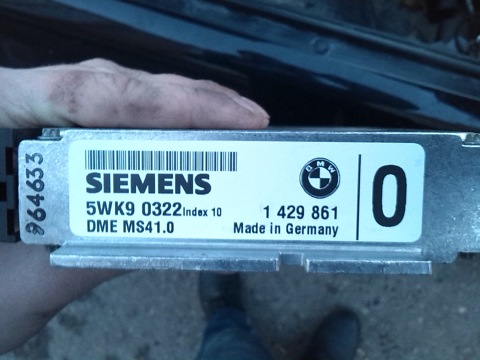 964633
SIEMENS
BMW
5WK9 0322 Index 10
1 429 861
DME MS41.0
Made in Germany
0